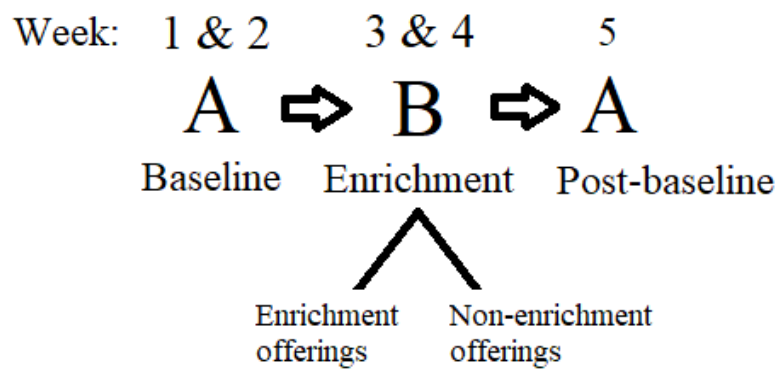 Week: 1 & 2 3 & 4 5
A B A
Baseline Enrichment Post-baseline
Enrichment Non-enrichment
offerings offerings